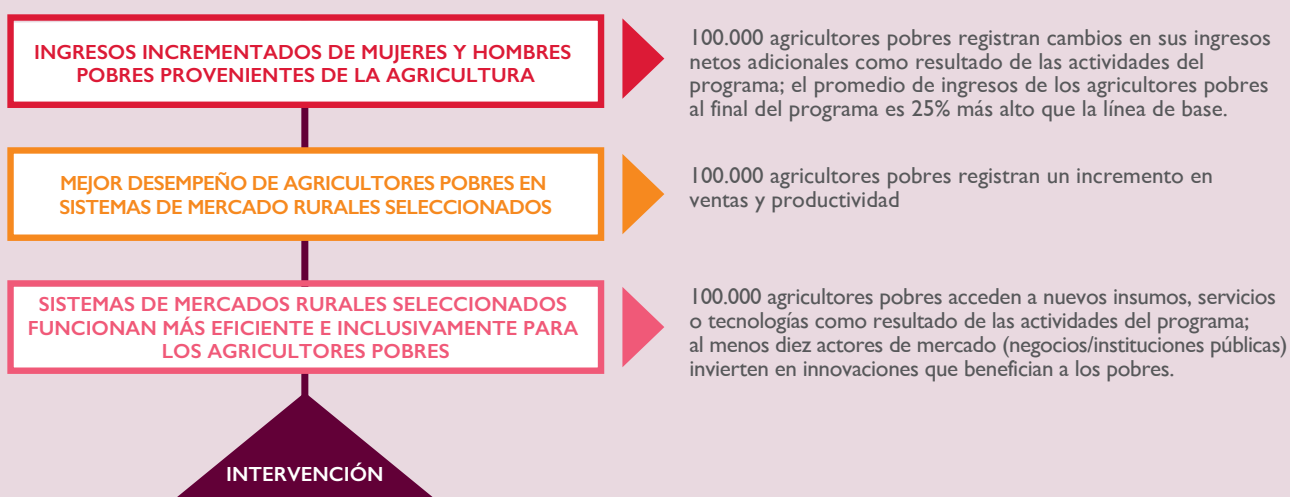 INGRESOS INCREMENTADOS DE MUJERES Y HOMBRES
POBRES PROVENIENTES DE LA AGRICULTURA
100.000 agricultores pobres registran cambios en sus ingresos
netos adicionales como resultado de las actividades del
programa; el promedio de ingresos de los agricultores pobres
al final del programa es 25% más alto que la línea de base.
MEJOR DESEMPEÑO DE AGRICULTORES POBRES EN
SISTEMAS DE MERCADO RURALES SELECCIONADOS
100.000 agricultores pobres registran un incremento en
ventas y productividad
SISTEMAS DE MERCADOS RURALES SELECCIONADOS
FUNCIONAN MÁS EFICIENTE E INCLUSIVAMENTE PARA
LOS AGRICULTORES POBRES
100.000 agricultores pobres acceden a nuevos insumos, servicios
o tecnologías como resultado de las actividades del programa;
al menos diez actores de mercado (negocios/instituciones públicas)
invierten en innovaciones que benefician a los pobres.
INTERVENCIÓN